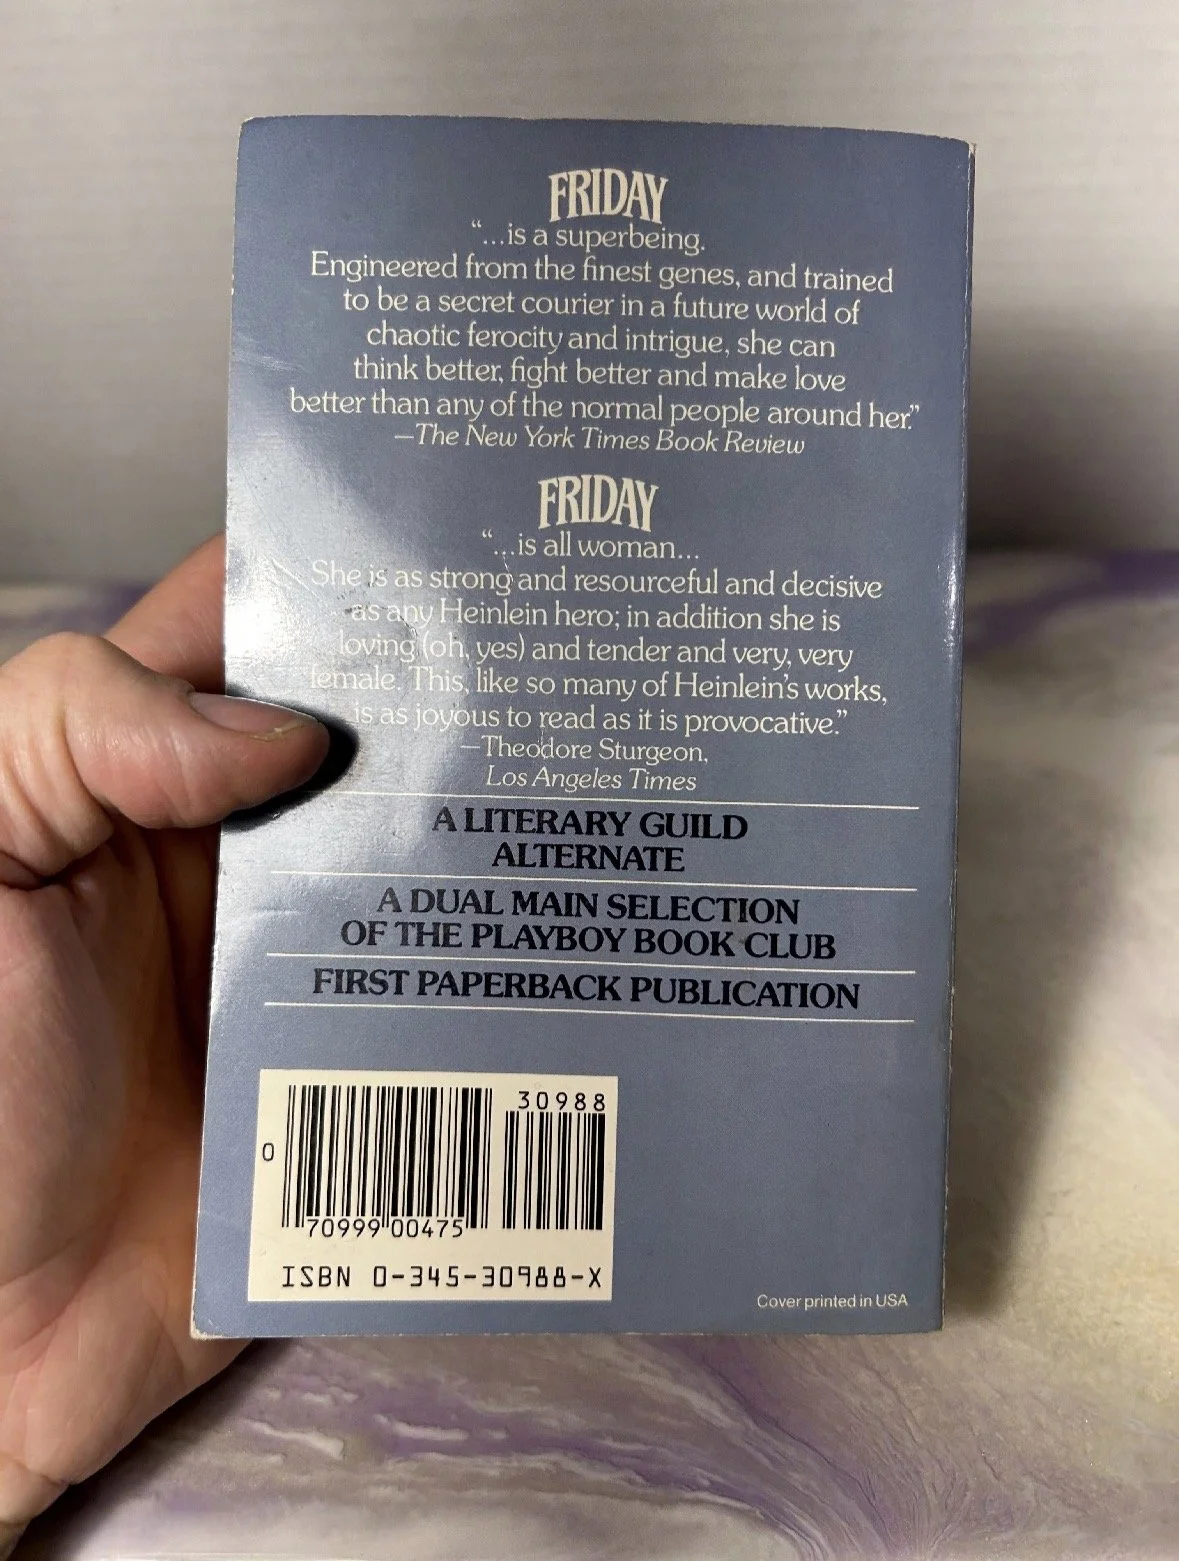 FRIDAY
“...is a superbeing.
Engineered from the finest genes, and trained
to be a secret courier in a future world of
chaotic ferocity and intrigue, she can
think better, fight better and make love
better than any of the normal people around her.”
—The New York Times Book Review
FRIDAY
“...is all woman...
She is as strong and resourceful and decisive
as any Heinlein hero; in addition she is
loving (oh, yes) and tender and very, very
female. This, like so many of Heinlein's works,
is as joyous to read as it is provocative.”
—Theodore Sturgeon,
Los Angeles Times
A LITERARY GUILD
ALTERNATE
A DUAL MAIN SELECTION
OF THE PLAYBOY BOOK CLUB
FIRST PAPERBACK PUBLICATION
30988
0
70999 00475
ISBN 0-345-30988-X
Cover printed in USA